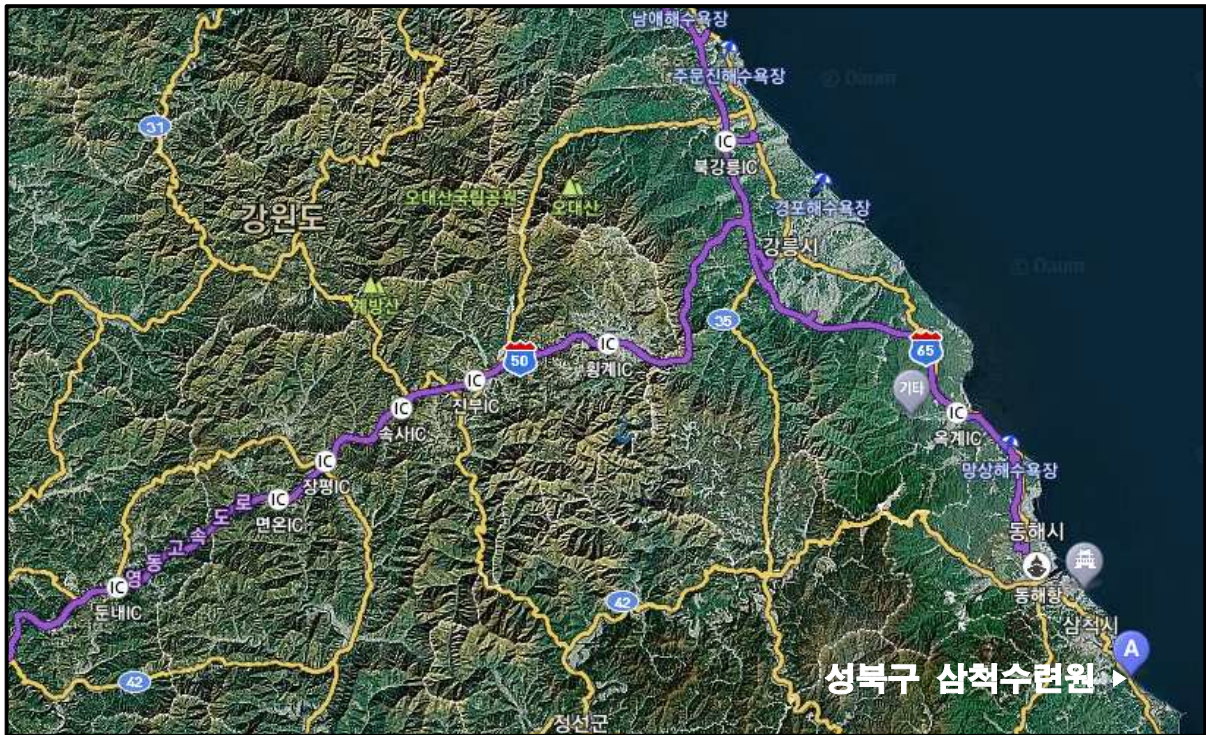 남애해수욕장
주문진해수욕장
© Daum
31
IC
북강릉IC
오대산국립공원
오대산
경포해수욕장
강원도
강릉시
© Daum
계방산
35
50
IC
횡계IC
65
IC
진부IC
기타
IC
속사IC
IC
옥계IC
IC
장평IC
망상해수욕장
IC
면온IC
영동고속도로
동해시
IC
둔내IC
동해항
42
삼척시
A
42
성북구 삼척수련원
정선군